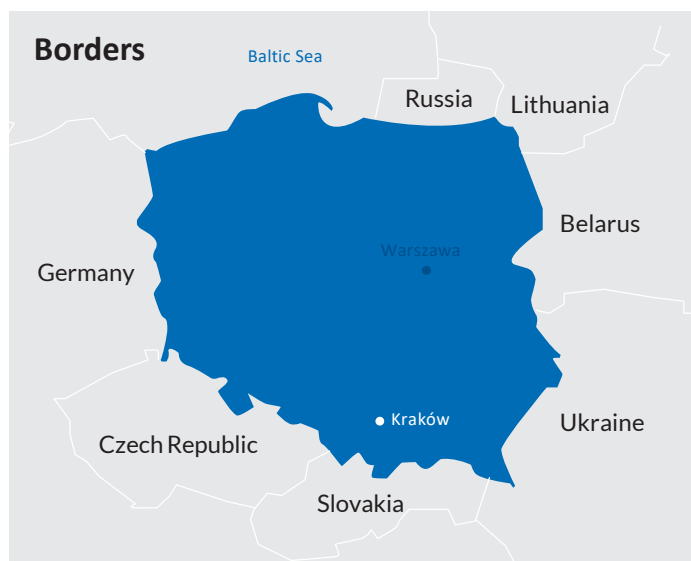 Borders
Baltic Sea
Russia
Lithuania
Belarus
Warszawa
Germany
Kraków
Ukraine
Czech Republic
Slovakia